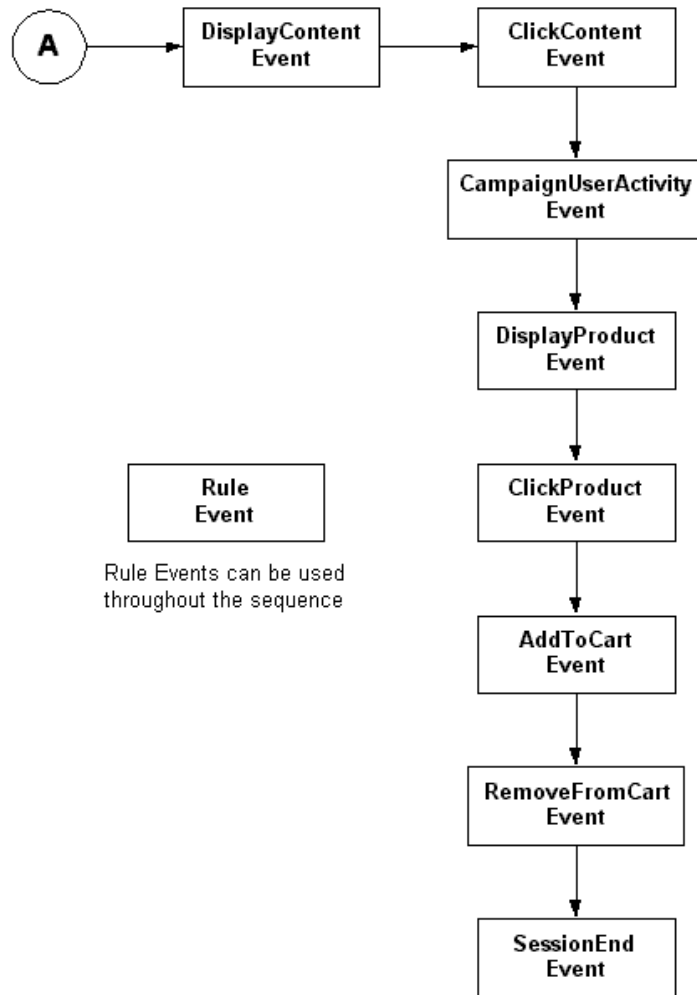 A
DisplayContent
Event
ClickContent
Event
CampaignUserActivity
Event
DisplayProduct
Event
Rule
Event
Rule Events can be used
throughout the sequence
ClickProduct
Event
AddToCart
Event
RemoveFromCart
Event
SessionEnd
Event